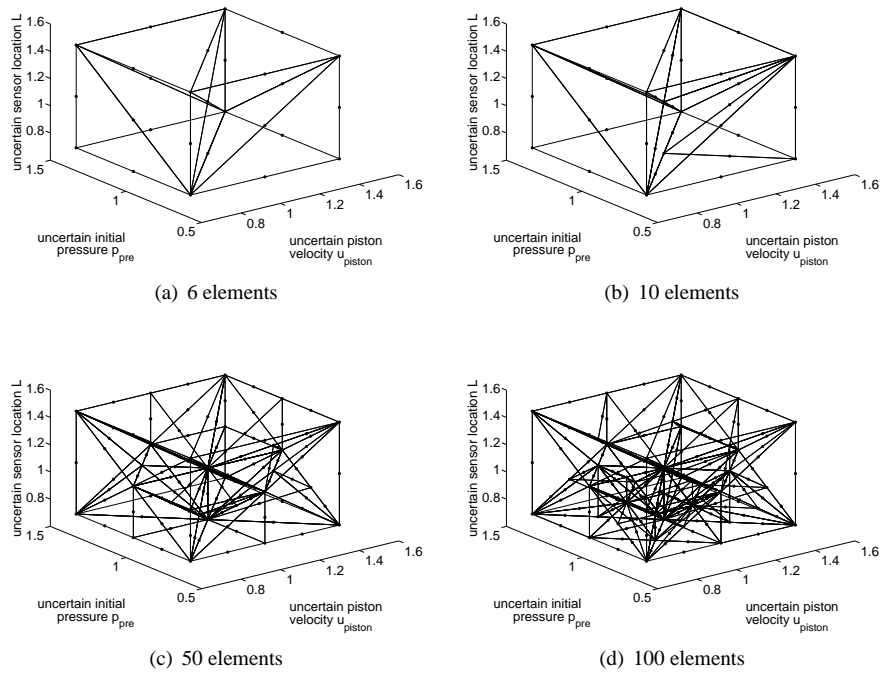 uncertain sensor location L
1.6
1.4
1.2
1
0.8
1.5
1
0.5
0.8
1
1.2
1.4
1.6
uncertain initial
pressure p_pre
uncertain piston
velocity u_piston
(a) 6 elements
uncertain sensor location L
1.6
1.4
1.2
1
0.8
1.5
1
0.5
0.8
1
1.2
1.4
1.6
uncertain initial
pressure p_pre
uncertain piston
velocity u_piston
(b) 10 elements
uncertain sensor location L
1.6
1.4
1.2
1
0.8
1.5
1
0.5
0.8
1
1.2
1.4
1.6
uncertain initial
pressure p_pre
uncertain piston
velocity u_piston
(c) 50 elements
uncertain sensor location L
1.6
1.4
1.2
1
0.8
1.5
1
0.5
0.8
1
1.2
1.4
1.6
uncertain initial
pressure p_pre
uncertain piston
velocity u_piston
(d) 100 elements